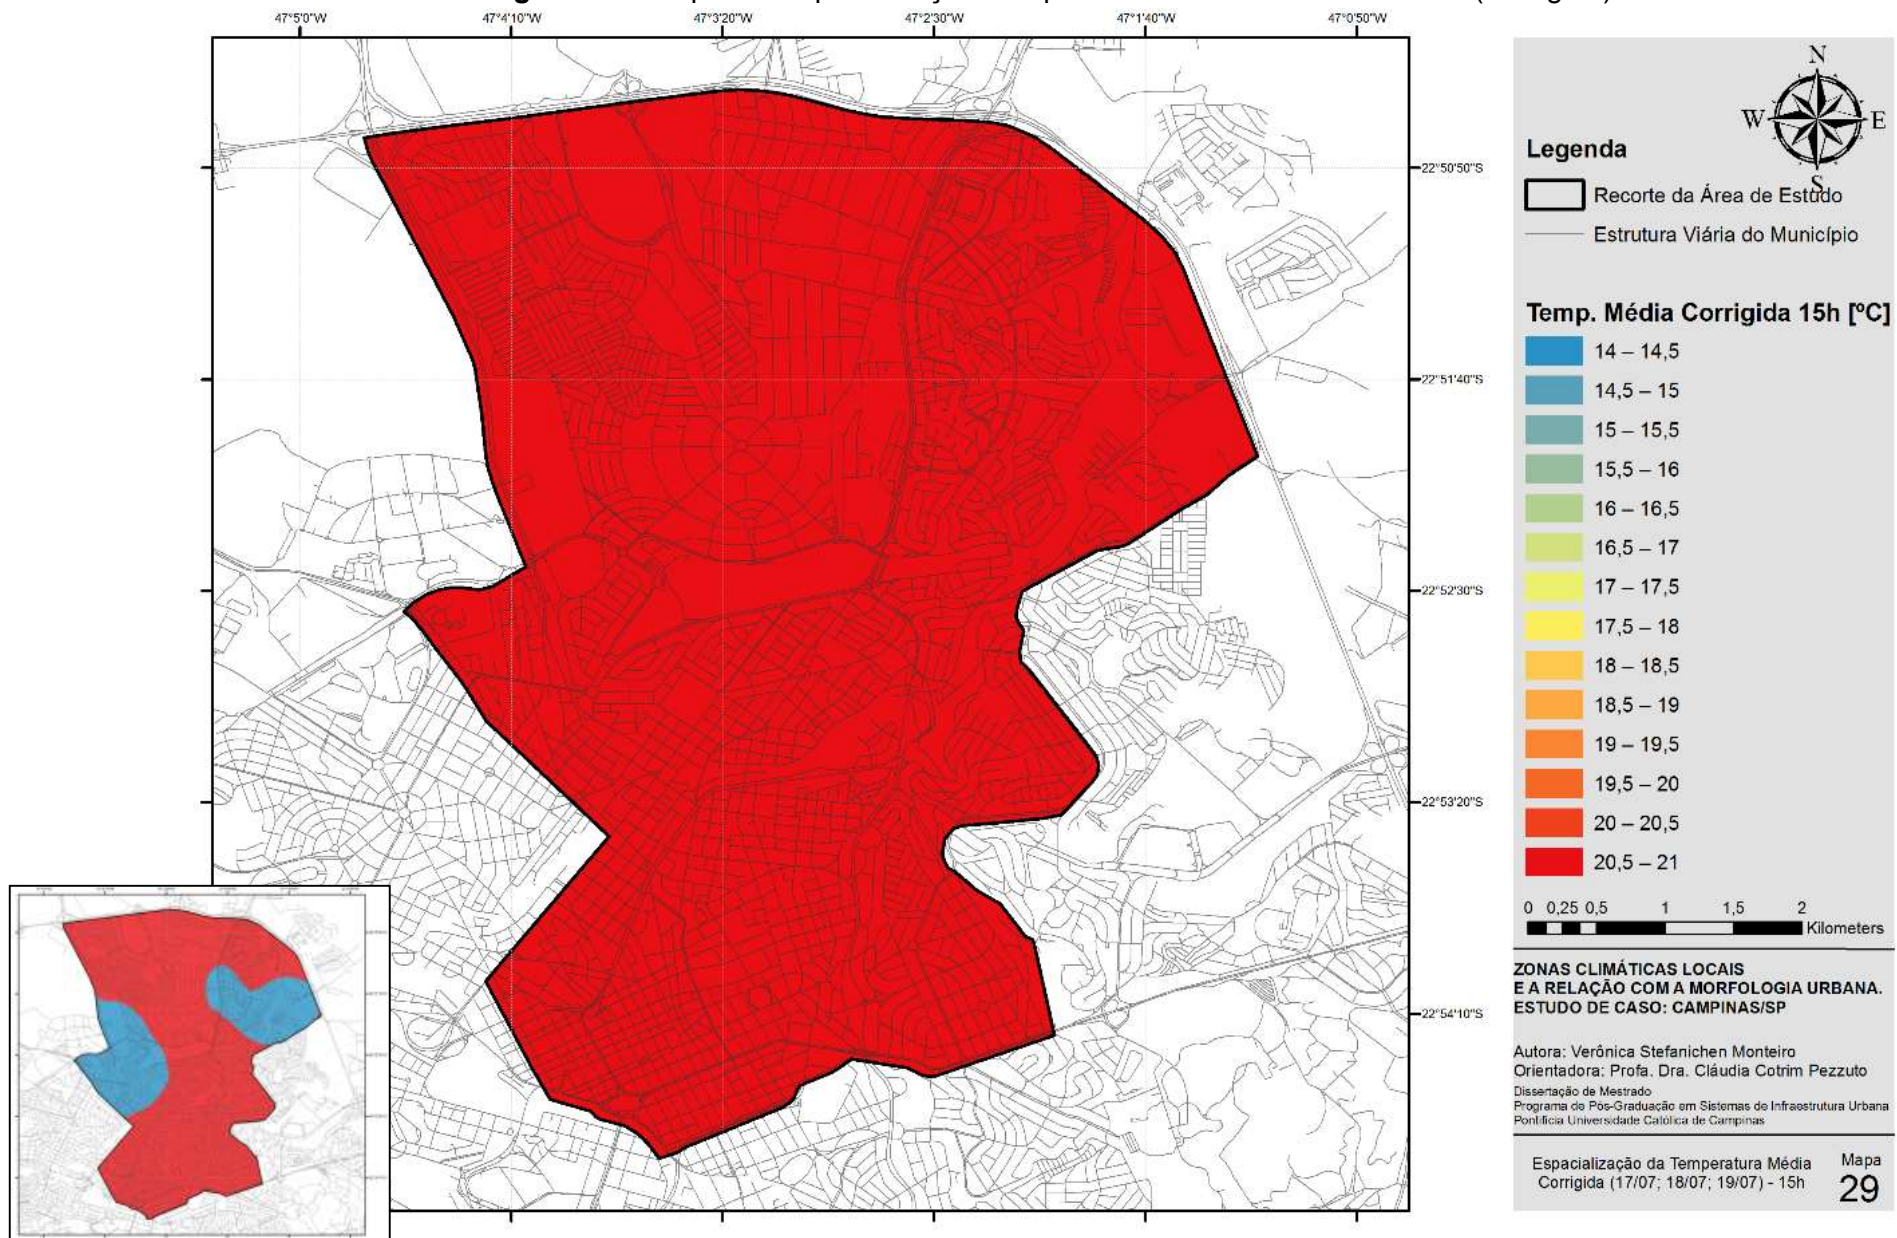 47°5'0"W 47°4'10"W 47°3'20"W 47°2'30"W 47°1'40"W 47°0'50"W
22°50'50"S
22°51'40"S
22°52'30"S
22°53'20"S
22°54'10"S
N
W E
S
Legenda
Recorte da Área de Estudo
Estrutura Viária do Município
Temp. Média Corrigida 15h [ºC]
14 – 14,5
14,5 – 15
15 – 15,5
15,5 – 16
16 – 16,5
16,5 – 17
17 – 17,5
17,5 – 18
18 – 18,5
18,5 – 19
19 – 19,5
19,5 – 20
20 – 20,5
20,5 – 21
0 0,25 0,5 1 1,5 2
Kilometers
ZONAS CLIMÁTICAS LOCAIS
E A RELAÇÃO COM A MORFOLOGIA URBANA.
ESTUDO DE CASO: CAMPINAS/SP
Autora: Verônica Stefanichen Monteiro
Orientadora: Profa. Dra. Cláudia Cotrim Pezzuto
Dissertação de Mestrado
Programa de Pós-Graduação em Sistemas de Infraestrutura Urbana
Pontifícia Universidade Católica de Campinas
Espacialização da Temperatura Média
Corrigida (17/07; 18/07; 19/07) - 15h
Mapa
29